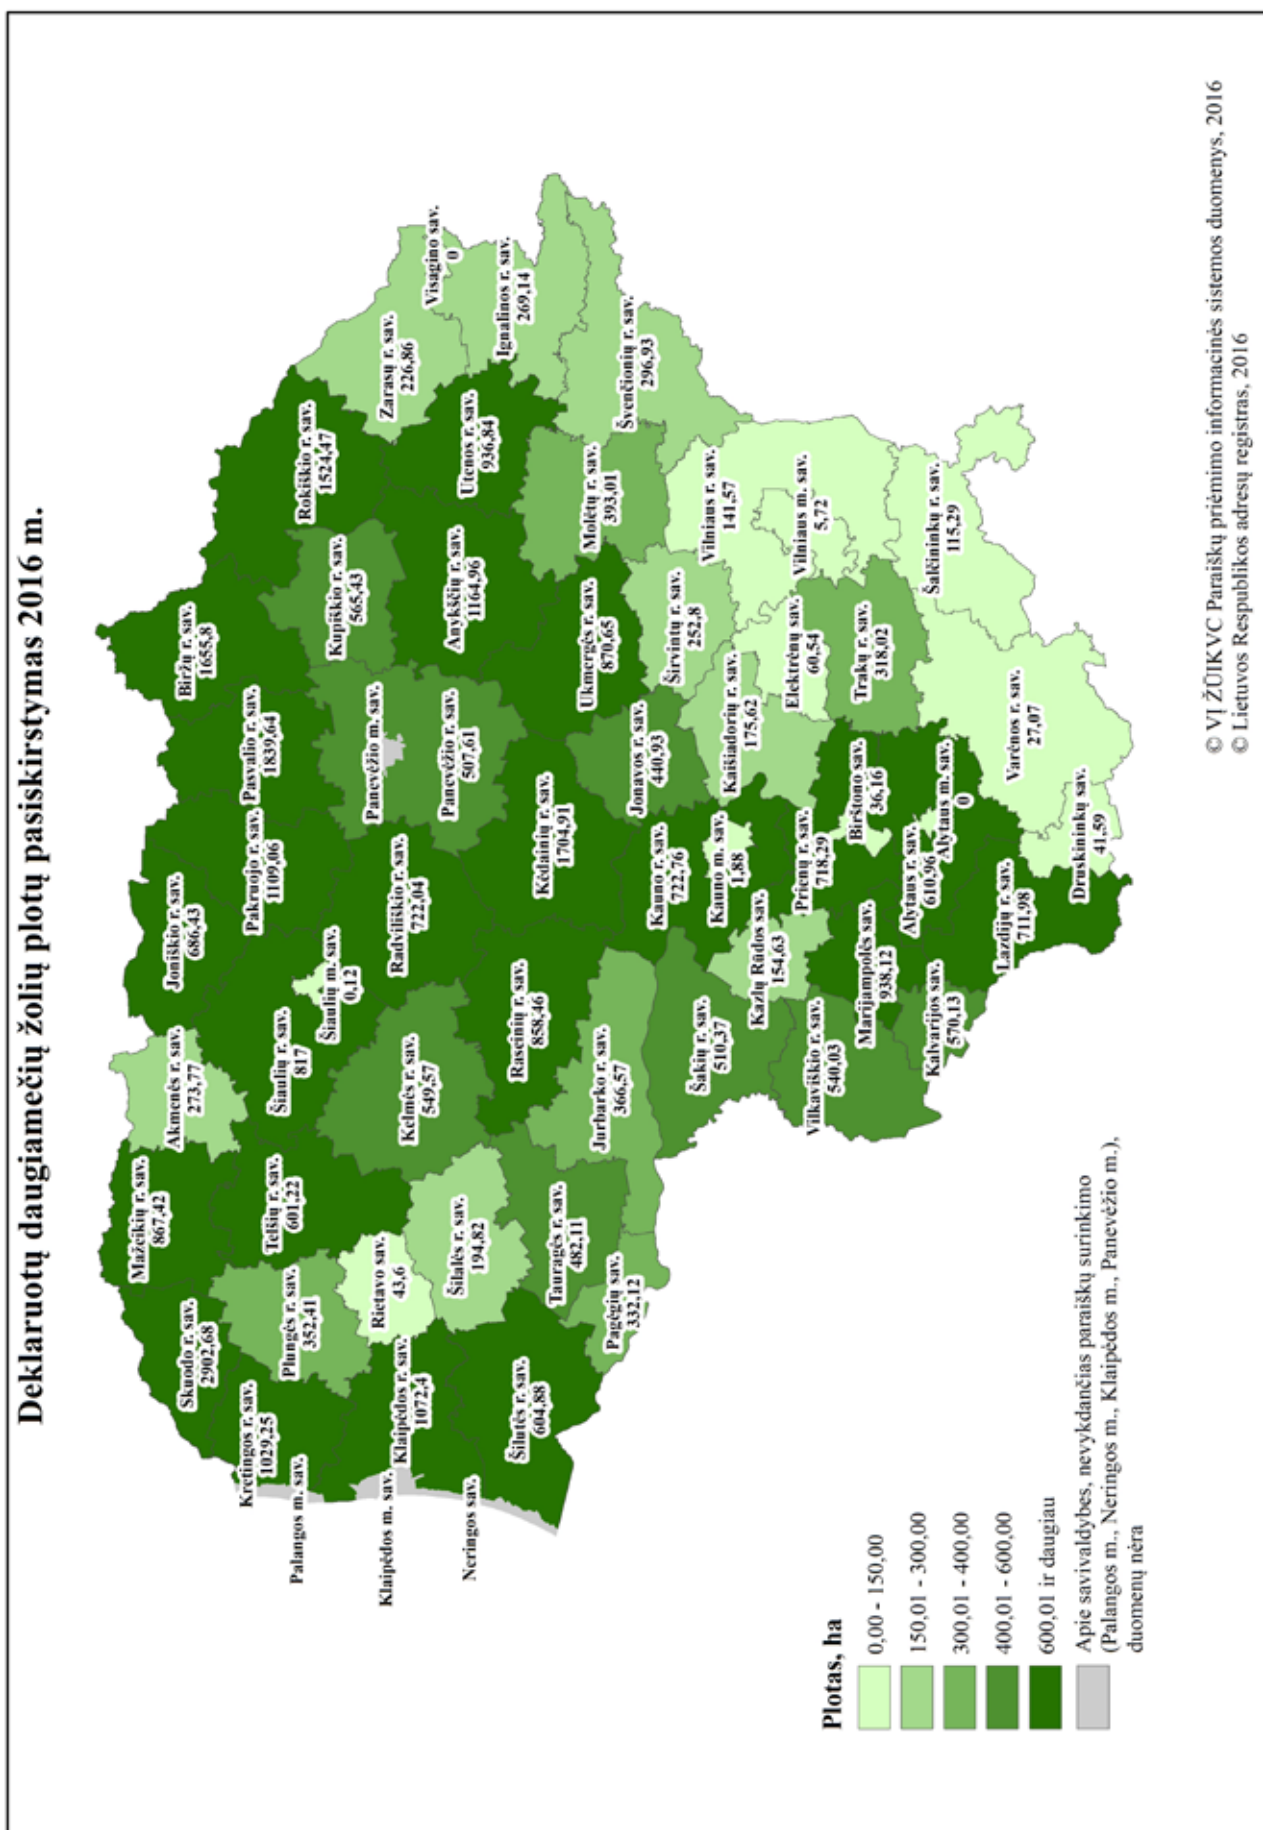 Deklaruotų daugiamečių žolių plotų pasiskirstymas 2016 m.
Mažeikių r. sav.
867,42
Akmenės r. sav.
273,77
Joniškio r. sav.
686,43
Biržų r. sav.
1655,8
Skuodo r. sav.
2902,68
Pasvalio r. sav.
1839,64
Pakruojo r. sav.
1109,06
Kretingos r. sav.
1029,25
Telšių r. sav.
601,22
Šiaulių r. sav.
817
Rokiškio r. sav.
1524,47
Plungės r. sav.
352,41
Šiaulių m. sav.
0,12
Kupiškio r. sav.
565,43
Palangos m. sav.
Panevėžio m. sav.
Zarasų r. sav.
226,86
Rietavo sav.
43,6
Klaipėdos m. sav.
Klaipėdos r. sav.
1072,4
Kelmės r. sav.
549,57
Radviliškio r. sav.
722,04
Visagino sav.
0
Šilalės r. sav.
194,82
Panevėžio r. sav.
507,61
Anykščių r. sav.
1164,96
Utenos r. sav.
936,84
Neringos sav.
Ignalinos r. sav.
269,14
Šilutės r. sav.
604,88
Raseinių r. sav.
858,46
Kėdainių r. sav.
1704,91
Tauragės r. sav.
482,11
Ukmergės r. sav.
870,65
Molėtų r. sav.
393,01
Pagėgių sav.
332,12
Jurbarko r. sav.
366,57
Jonavos r. sav.
440,93
Švenčionių r. sav.
296,93
Kauno r. sav.
722,76
Širvintų r. sav.
252,8
Šakių r. sav.
510,37
Kauno m. sav.
1,88
Kaišiadorių r. sav.
175,62
Vilniaus r. sav.
141,57
Kazlų Rūdos sav.
154,63
Elektrėnų sav.
60,54
Vilniaus m. sav.
5,72
Vilkaviškio r. sav.
540,03
Prienų r. sav.
718,29
Birštono sav.
36,16
Trakų r. sav.
318,02
Marijampolės sav.
938,12
Alytaus r. sav.
610,96
Alytaus m. sav.
0
Šalčininkų r. sav.
115,29
Kalvarijos sav.
570,13
Lazdijų r. sav.
711,98
Varėnos r. sav.
27,07
Druskininkų sav.
41,59
Plotas, ha
0,00 - 150,00
150,01 - 300,00
300,01 - 400,00
400,01 - 600,00
600,01 ir daugiau
Apie savivaldybes, nevykdančias paraiškų surinkimo
(Palangos m., Neringos m., Klaipėdos m., Panevėžio m.),
duomenų nėra
© VĮ ŽŪIKVC Paraiškų priėmimo informacinės sistemos duomenys, 2016
© Lietuvos Respublikos adresų registras, 2016